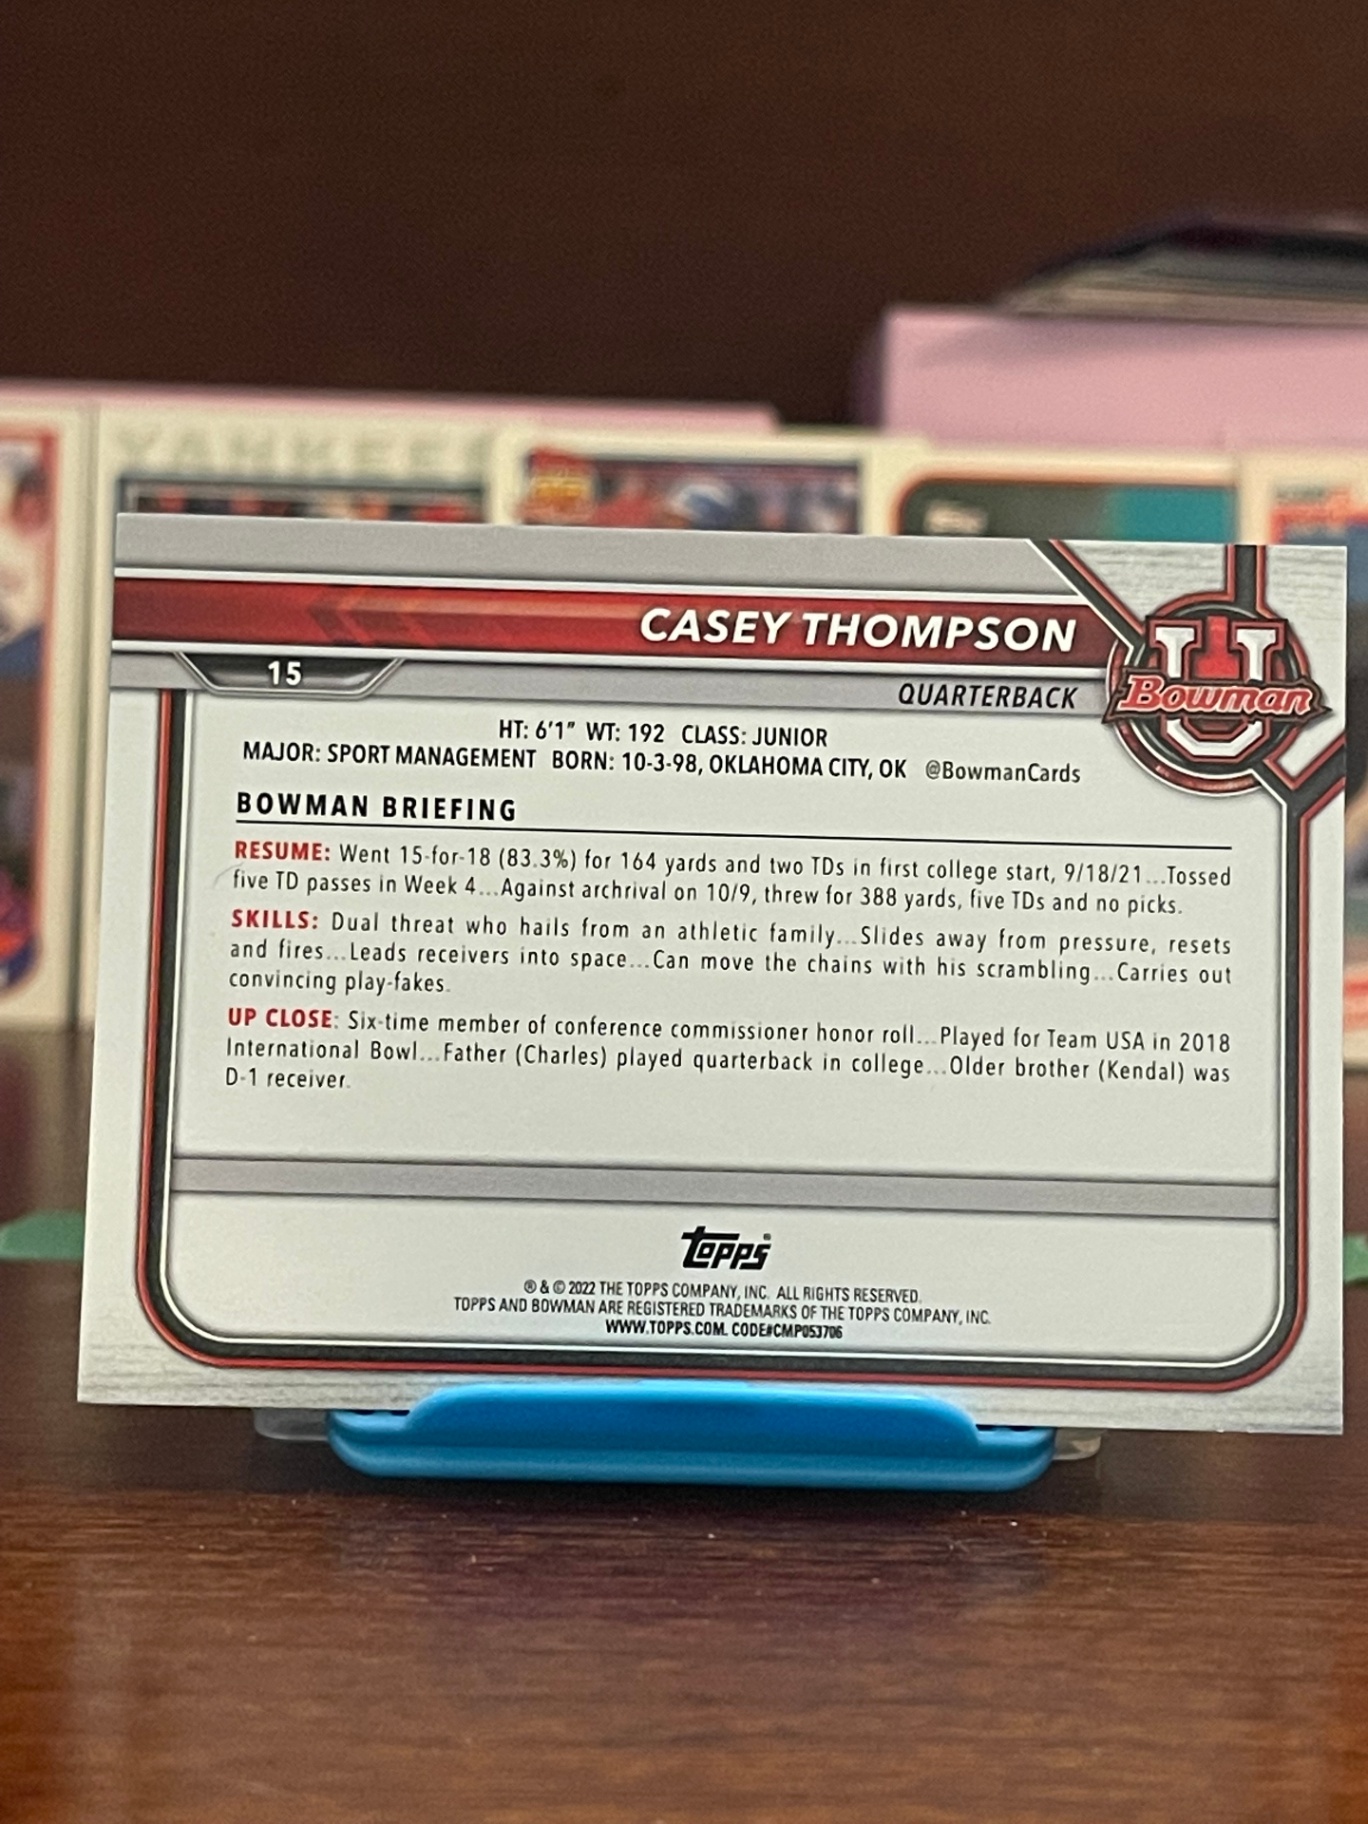 YANKEES
CASEY THOMPSON
15
QUARTERBACK
U
Bowman
HT: 6'1" WT: 192 CLASS: JUNIOR
MAJOR: SPORT MANAGEMENT BORN: 10-3-98, OKLAHOMA CITY, OK @BowmanCards
BOWMAN BRIEFING
RESUME: Went 15-for-18 (83.3%) for 164 yards and two TDs in first college start, 9/18/21...Tossed
five TD passes in Week 4...Against archrival on 10/9, threw for 388 yards, five TDs and no picks.
SKILLS: Dual threat who hails from an athletic family...Slides away from pressure, resets
and fires...Leads receivers into space...Can move the chains with his scrambling...Carries out
convincing play-fakes.
UP CLOSE: Six-time member of conference commissioner honor roll...Played for Team USA in 2018
International Bowl...Father (Charles) played quarterback in college...Older brother (Kendal) was
D-1 receiver.
Topps®
® & © 2022 THE TOPPS COMPANY, INC. ALL RIGHTS RESERVED.
TOPPS AND BOWMAN ARE REGISTERED TRADEMARKS OF THE TOPPS COMPANY, INC.
WWW.TOPPS.COM. CODE#CMP053706